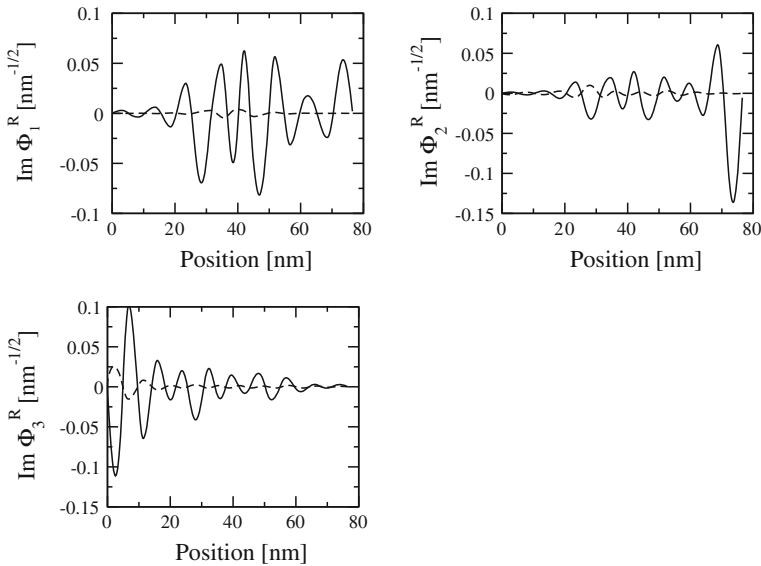 0.1
0.05
0
-0.05
-0.1
Im Φ₁ᴿ [nm⁻¹/²]
0 20 40 60 80
Position [nm]
0.1
0.05
0
-0.05
-0.1
-0.15
Im Φ₂ᴿ [nm⁻¹/²]
0 20 40 60 80
Position [nm]
0.1
0.05
0
-0.05
-0.1
-0.15
Im Φ₃ᴿ [nm⁻¹/²]
0 20 40 60 80
Position [nm]